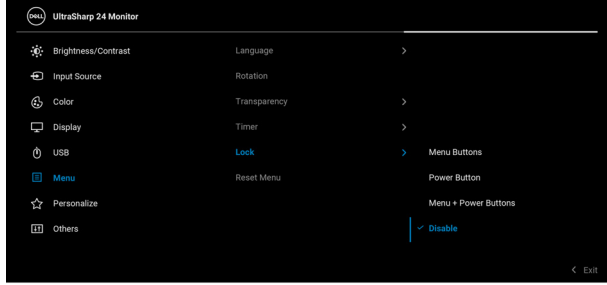 DELL UltraSharp 24 Monitor
Brightness/Contrast
Input Source
Color
Display
USB
Menu
Personalize
Others
Language
Rotation
Transparency
Timer
Lock
Reset Menu
Menu Buttons
Power Button
Menu + Power Buttons
Disable
Exit